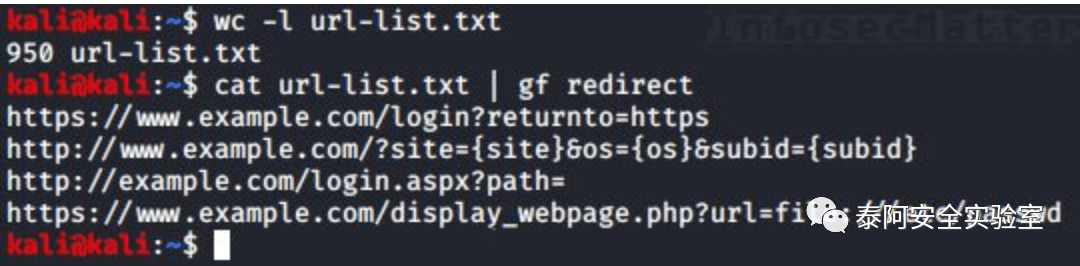 kali@kali:~$ wc -l url-list.txt
InfosecMatter
950 url-list.txt
kali@kali:~$ cat url-list.txt | gf redirect
https://www.example.com/login?returnto=https
http://www.example.com/?site={site}&os={os}&subid={subid}
http://example.com/login.aspx?path=
https://www.example.com/display_webpage.php?url=fi
泰阿安全实验室
kali@kali:~$